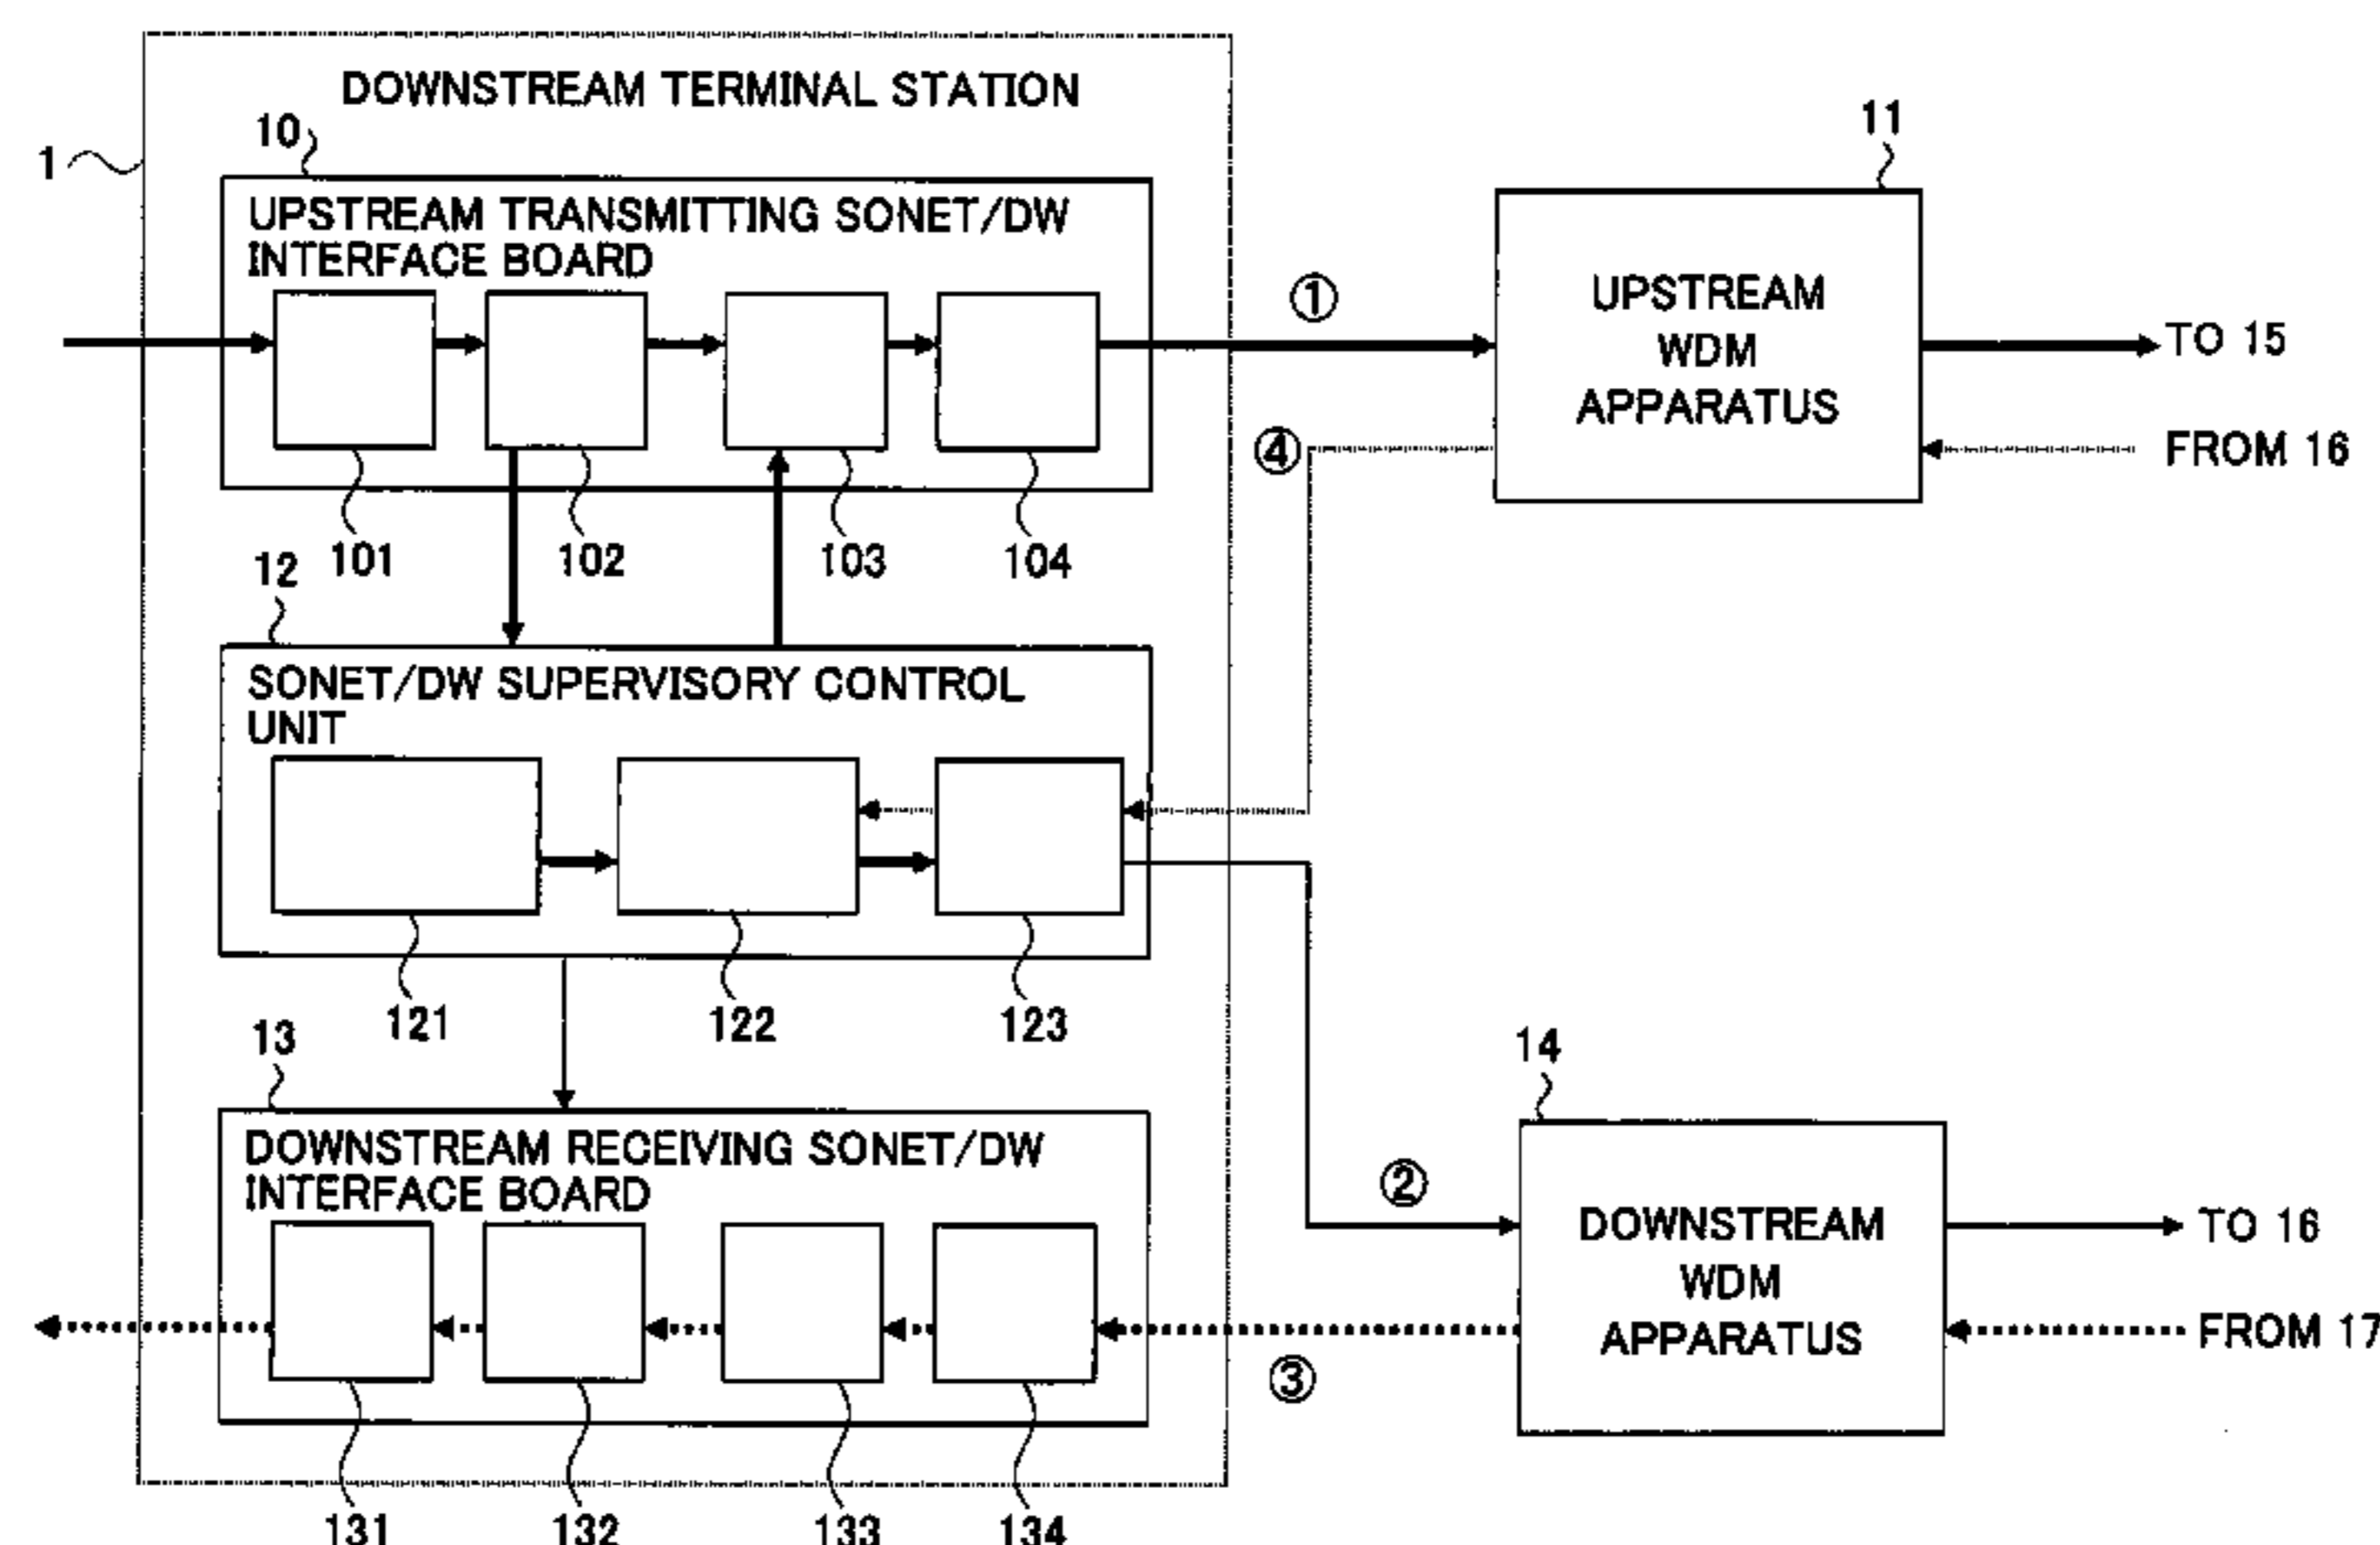 DOWNSTREAM TERMINAL STATION
1
10
11
UPSTREAM TRANSMITTING SONET/DW
INTERFACE BOARD
①
UPSTREAM
WDM
APPARATUS
TO 15
④
FROM 16
101
102
103
104
12
SONET/DW SUPERVISORY CONTROL
UNIT
121
122
123
13
14
DOWNSTREAM RECEIVING SONET/DW
INTERFACE BOARD
②
DOWNSTREAM
WDM
APPARATUS
TO 16
③
FROM 17
131
132
133
134